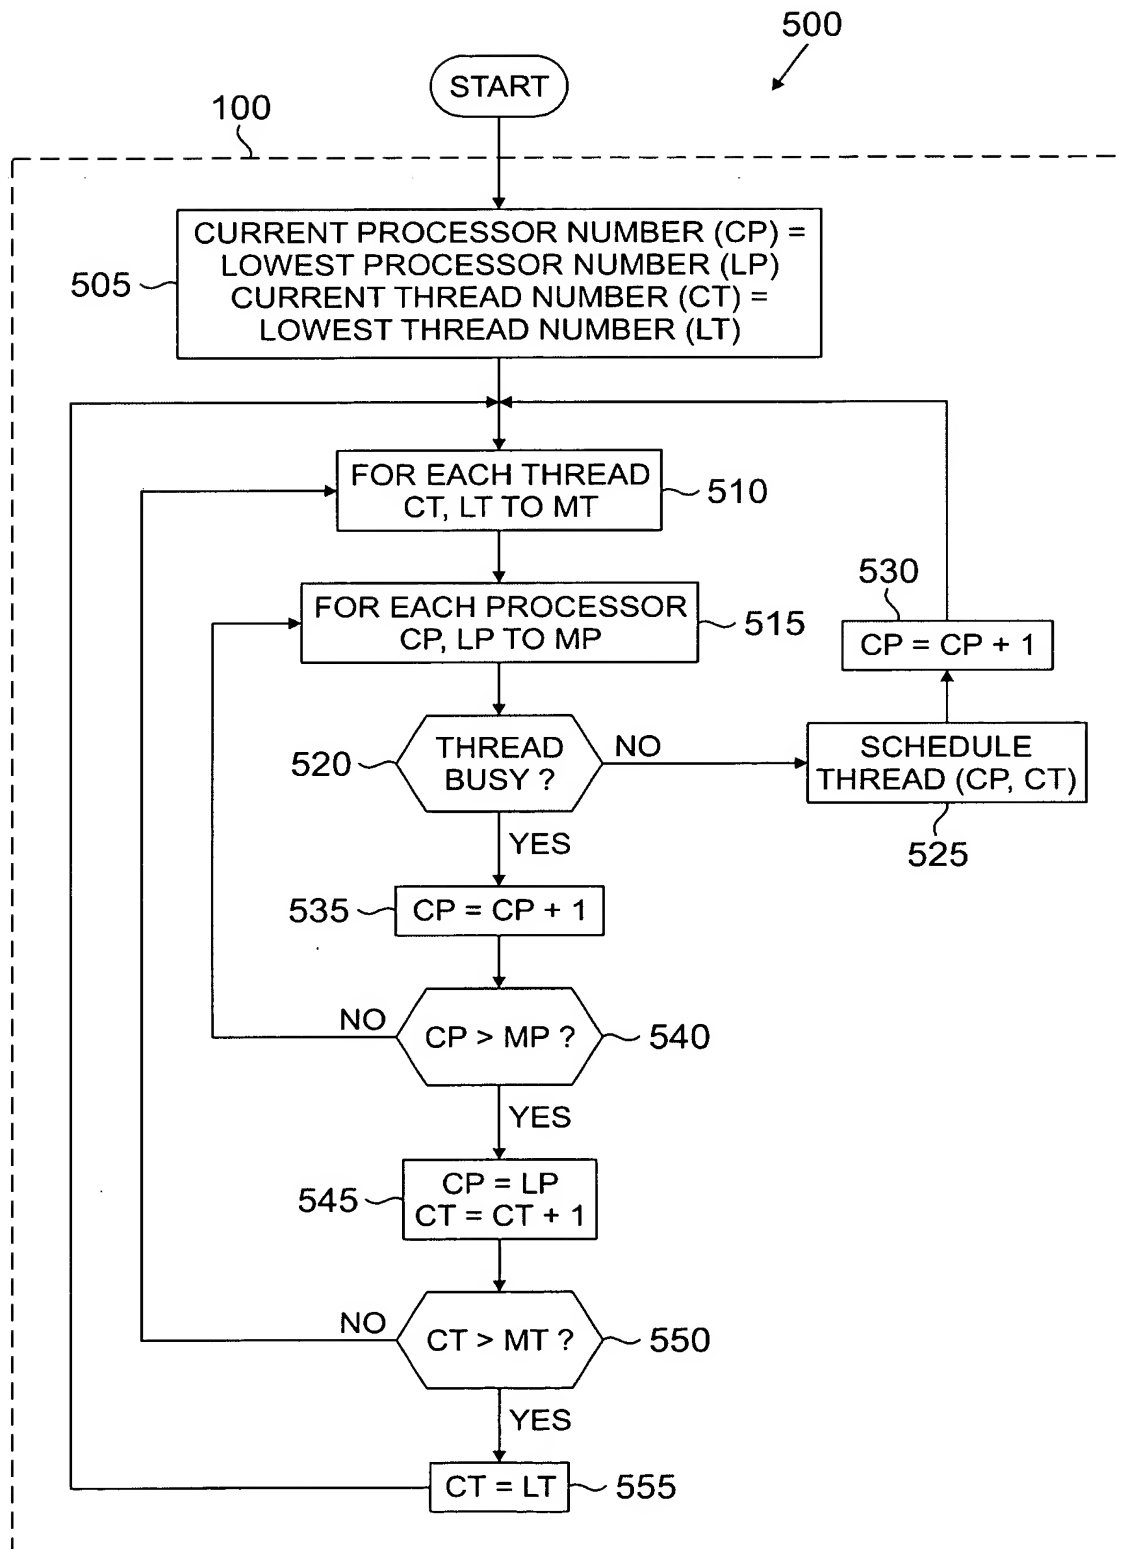 500
START
100
CURRENT PROCESSOR NUMBER (CP) =
LOWEST PROCESSOR NUMBER (LP)
CURRENT THREAD NUMBER (CT) =
LOWEST THREAD NUMBER (LT)
505
FOR EACH THREAD
CT, LT TO MT
510
FOR EACH PROCESSOR
CP, LP TO MP
515
530
CP = CP + 1
520
THREAD
BUSY ?
NO
SCHEDULE
THREAD (CP, CT)
525
YES
535
CP = CP + 1
NO
CP > MP ?
540
YES
545
CP = LP
CT = CT + 1
NO
CT > MT ?
550
YES
CT = LT
555